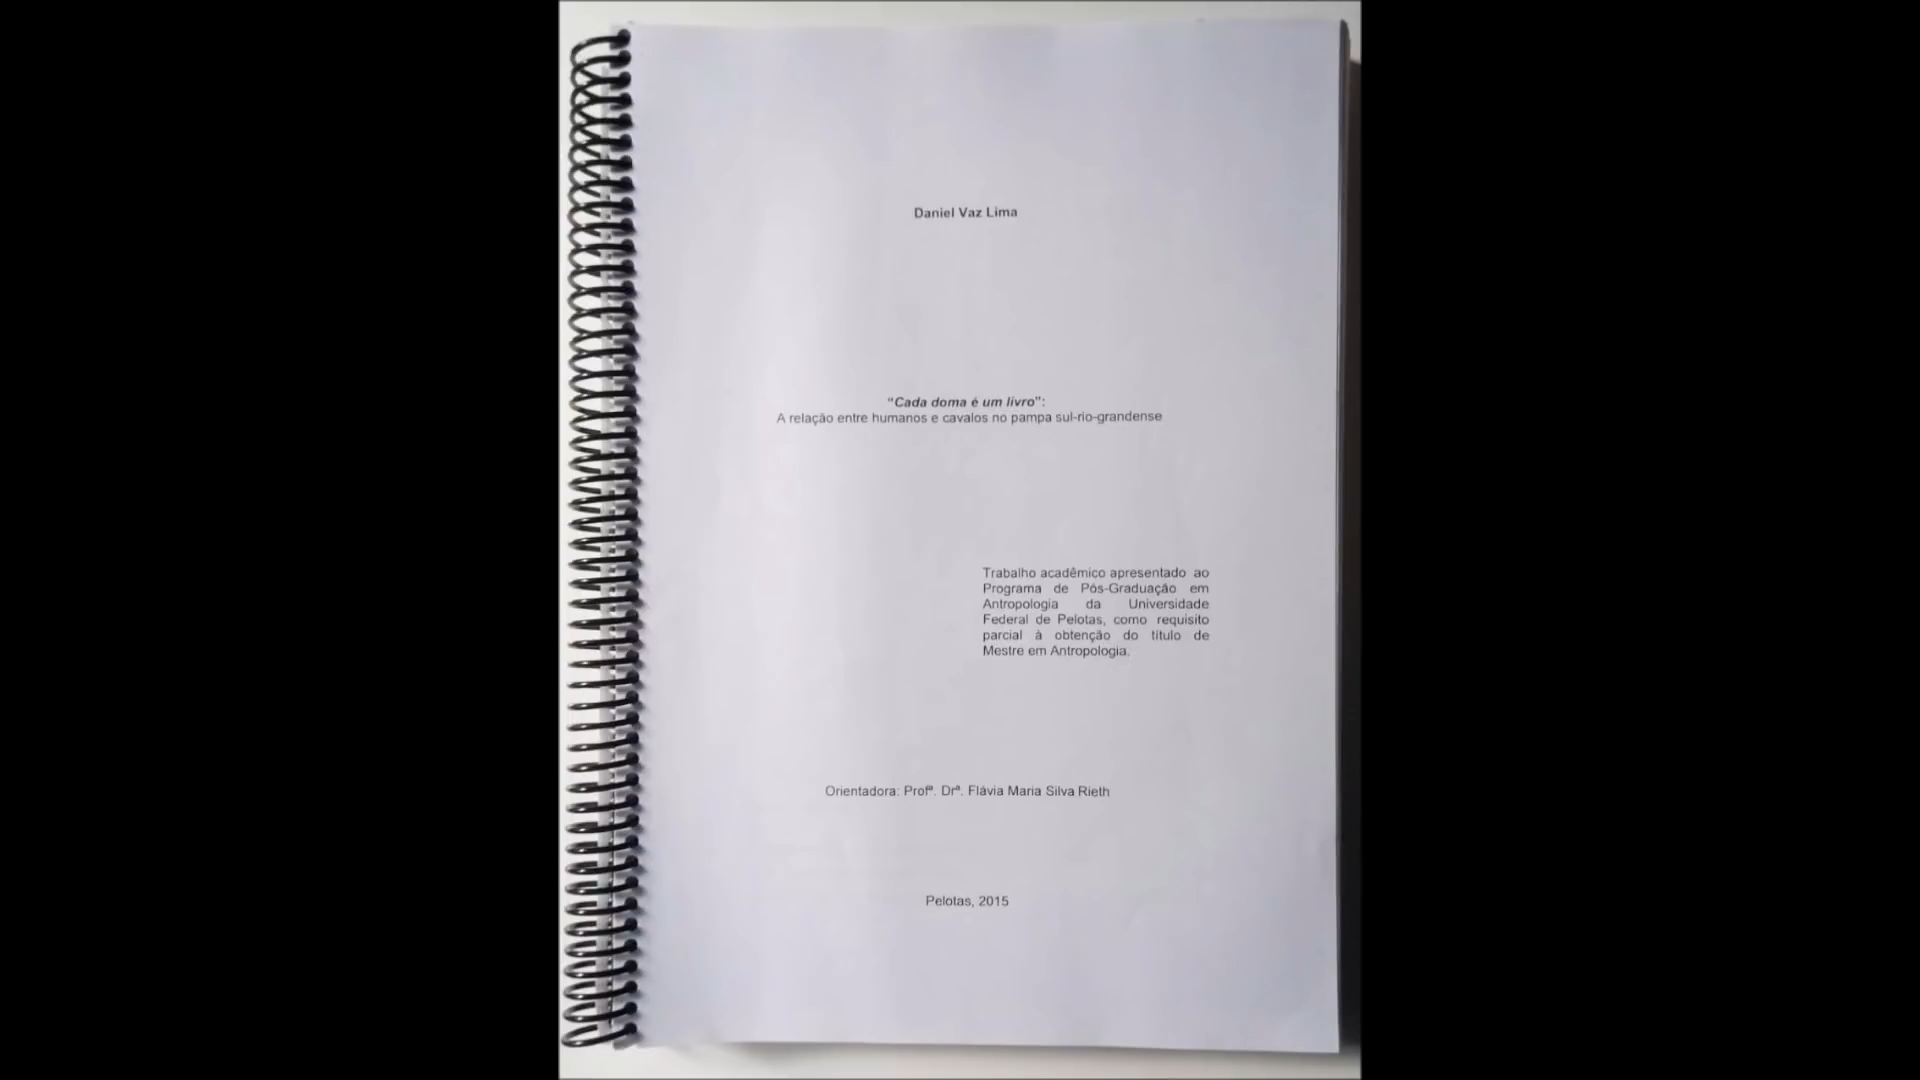 Daniel Vaz Lima
“Cada doma é um livro”:
A relação entre humanos e cavalos no pampa sul-rio-grandense
Trabalho acadêmico apresentado ao
Programa de Pós-Graduação em
Antropologia da Universidade
Federal de Pelotas, como requisito
parcial à obtenção do título de
Mestre em Antropologia.
Orientadora: Profª. Drª. Flávia Maria Silva Rieth
Pelotas, 2015